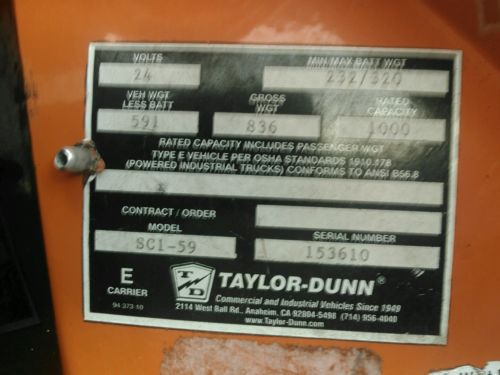 VOLTS
24
MIN MAX BATT WGT
232/320
VEH WGT
LESS BATT
591
GROSS
WGT
836
RATED
CAPACITY
1000
RATED CAPACITY INCLUDES PASSENGER WGT
TYPE E VEHICLE PER OSHA STANDARDS 1910.178
(POWERED INDUSTRIAL TRUCKS) CONFORMS TO ANSI B56.8
CONTRACT / ORDER
MODEL
SC1-59
SERIAL NUMBER
153610
E
CARRIER
94 373 10
T D
TAYLOR-DUNN®
Commercial and Industrial Vehicles Since 1949
2114 West Ball Rd., Anaheim, CA 92804-5498 (714) 956-4040
www.Taylor-Dunn.com